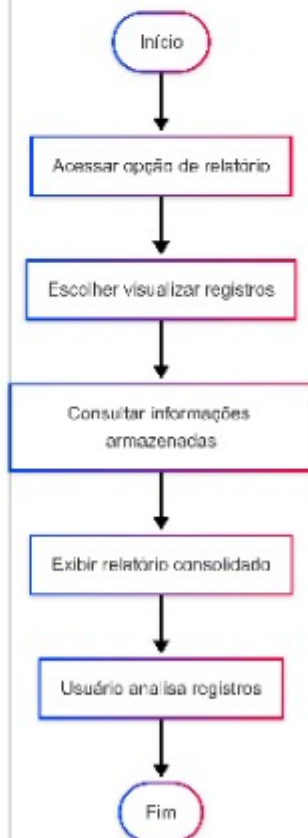 Início
Acessar opção de relatório
Escolher visualizar registros
Consultar informações
armazenadas
Exibir relatório consolidado
Usuário analisa registros
Fim